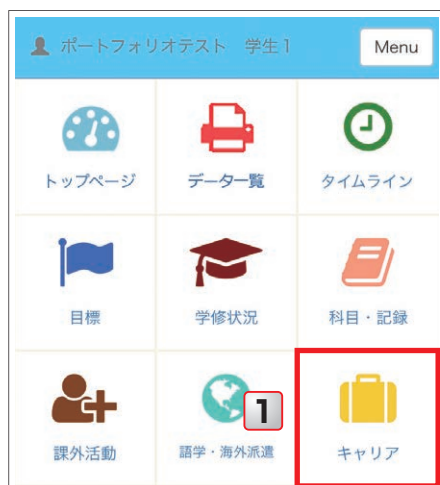 ポートフォリオテスト 学生1
Menu
トップページ
データ一覧
タイムライン
目標
学修状況
科目・記録
1
課外活動
語学・海外派遣
キャリア